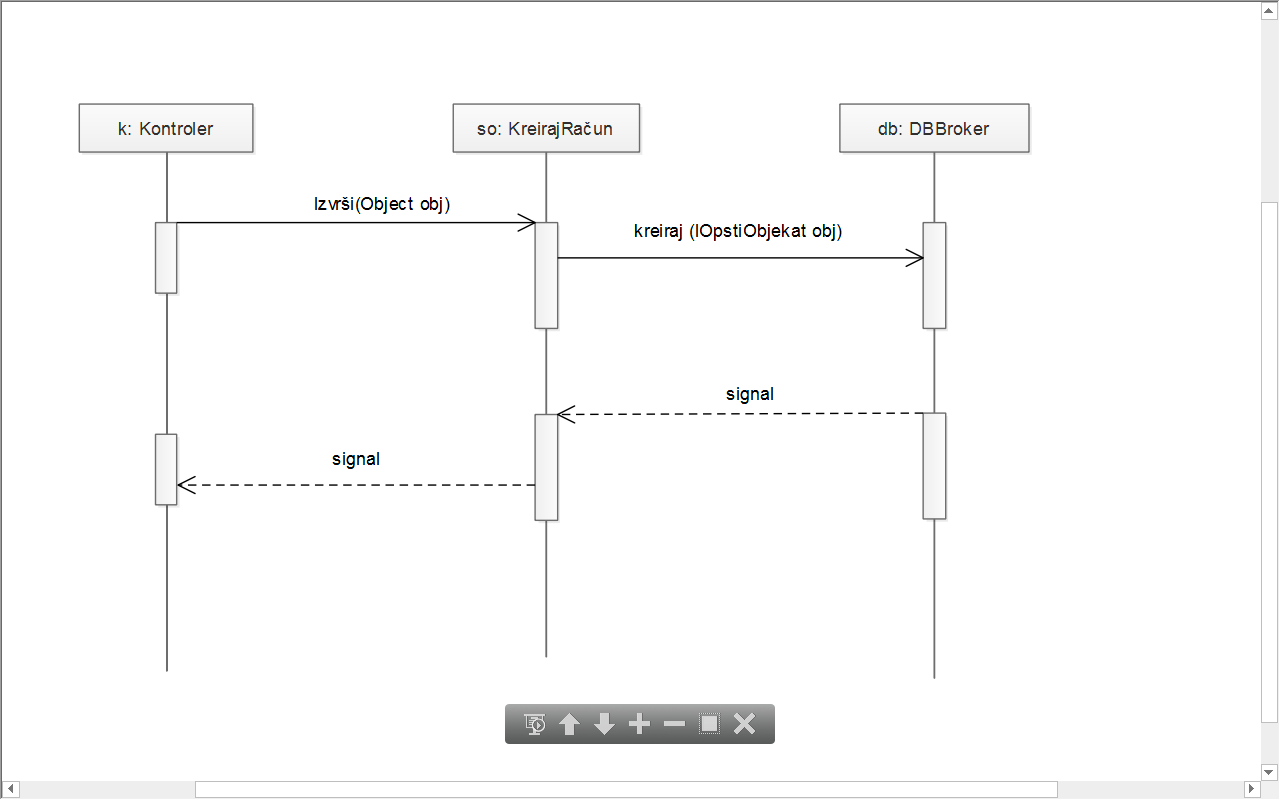 k: Kontroler
so: KreirajRačun
db: DBBroker
Izvrši(Object obj)
kreiraj (IOpstiObjekat obj)
signal
signal